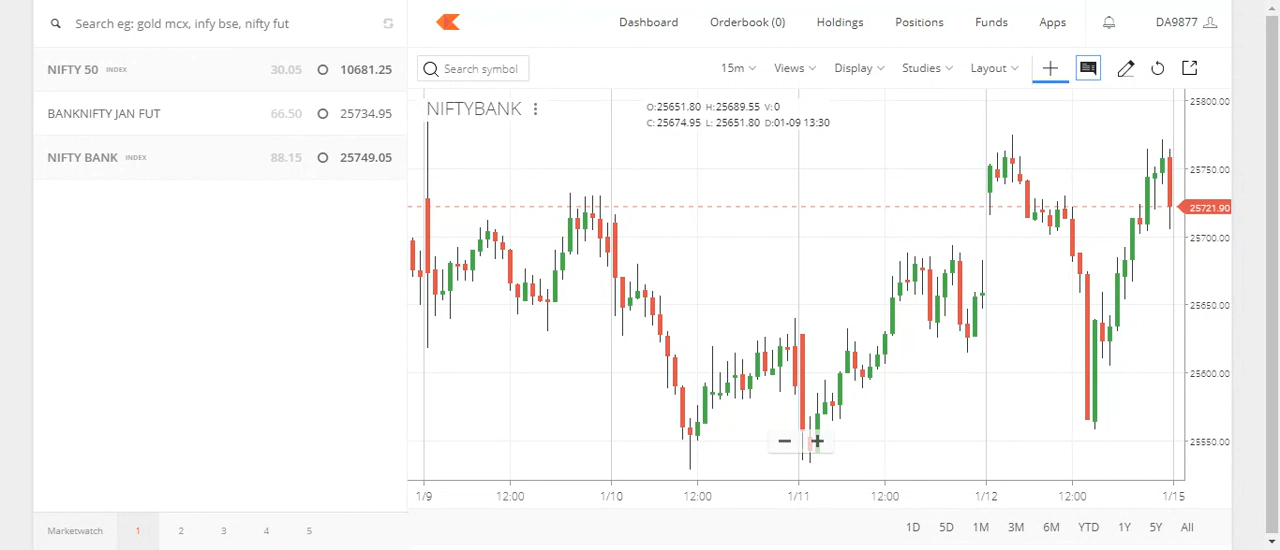 Search eg: gold mcx, infy bse, nifty fut
Dashboard Orderbook (0) Holdings Positions Funds Apps DA9877
NIFTY 50 INDEX 30.05 10681.25
BANKNIFTY JAN FUT 66.50 25734.95
NIFTY BANK INDEX 88.15 25749.05
Search symbol 15m Views Display Studies Layout
NIFTYBANK
O:25651.80 H:25689.55 V:0
C:25674.95 L: 25651.80 D:01-09 13:30
25800.00
25750.00
25721.90
25700.00
25650.00
25600.00
25550.00
1/9 12:00 1/10 12:00 1/11 12:00 1/12 12:00 1/15
1D 5D 1M 3M 6M YTD 1Y 5Y All
Marketwatch 1 2 3 4 5